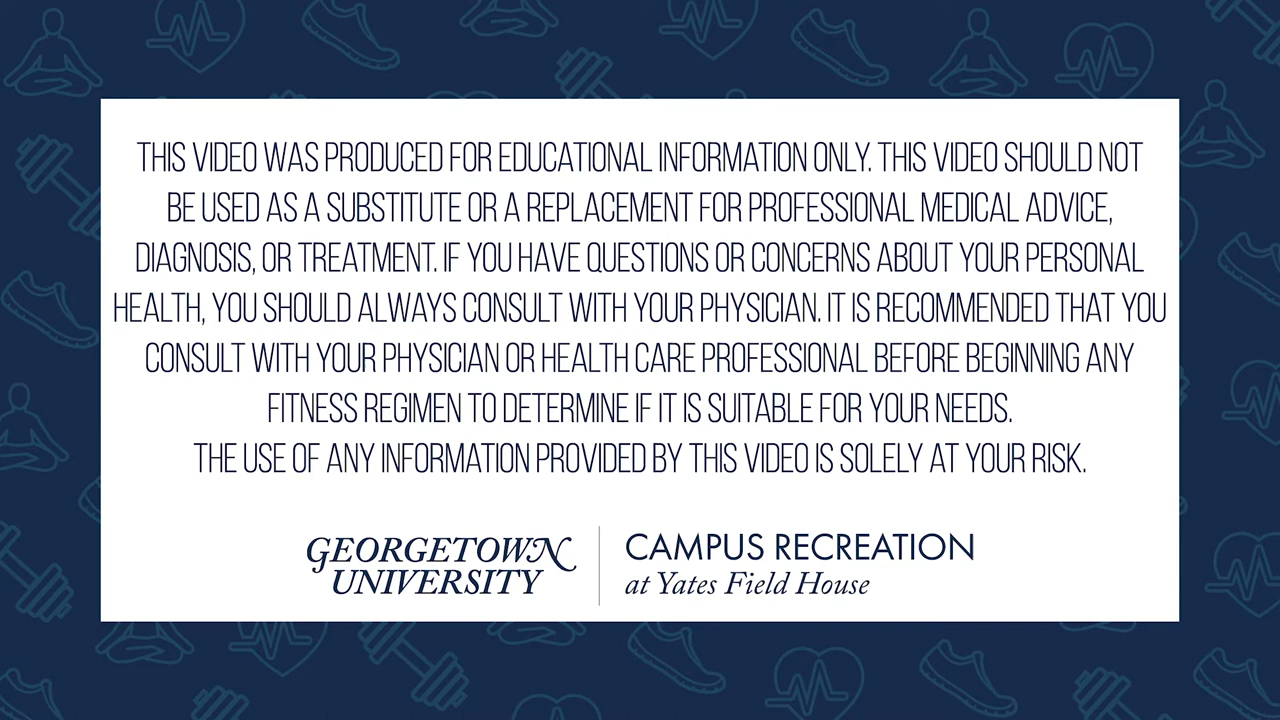 THIS VIDEO WAS PRODUCED FOR EDUCATIONAL INFORMATION ONLY. THIS VIDEO SHOULD NOT
BE USED AS A SUBSTITUTE OR A REPLACEMENT FOR PROFESSIONAL MEDICAL ADVICE,
DIAGNOSIS, OR TREATMENT. IF YOU HAVE QUESTIONS OR CONCERNS ABOUT YOUR PERSONAL
HEALTH, YOU SHOULD ALWAYS CONSULT WITH YOUR PHYSICIAN. IT IS RECOMMENDED THAT YOU
CONSULT WITH YOUR PHYSICIAN OR HEALTH CARE PROFESSIONAL BEFORE BEGINNING ANY
FITNESS REGIMEN TO DETERMINE IF IT IS SUITABLE FOR YOUR NEEDS.
THE USE OF ANY INFORMATION PROVIDED BY THIS VIDEO IS SOLELY AT YOUR RISK.
GEORGETOWN
UNIVERSITY
CAMPUS RECREATION
at Yates Field House